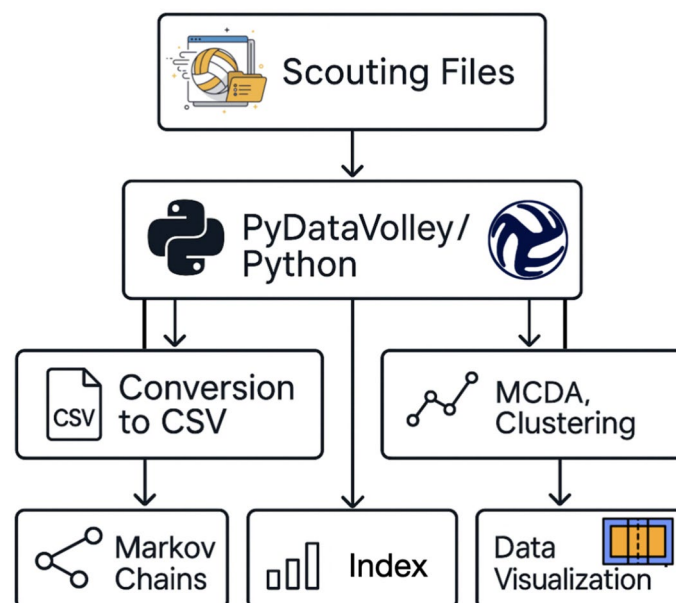 Scouting Files
PyDataVolley/
Python
Conversion
to CSV
CSV
MCDA,
Clustering
Markov
Chains
Index
Data
Visualization